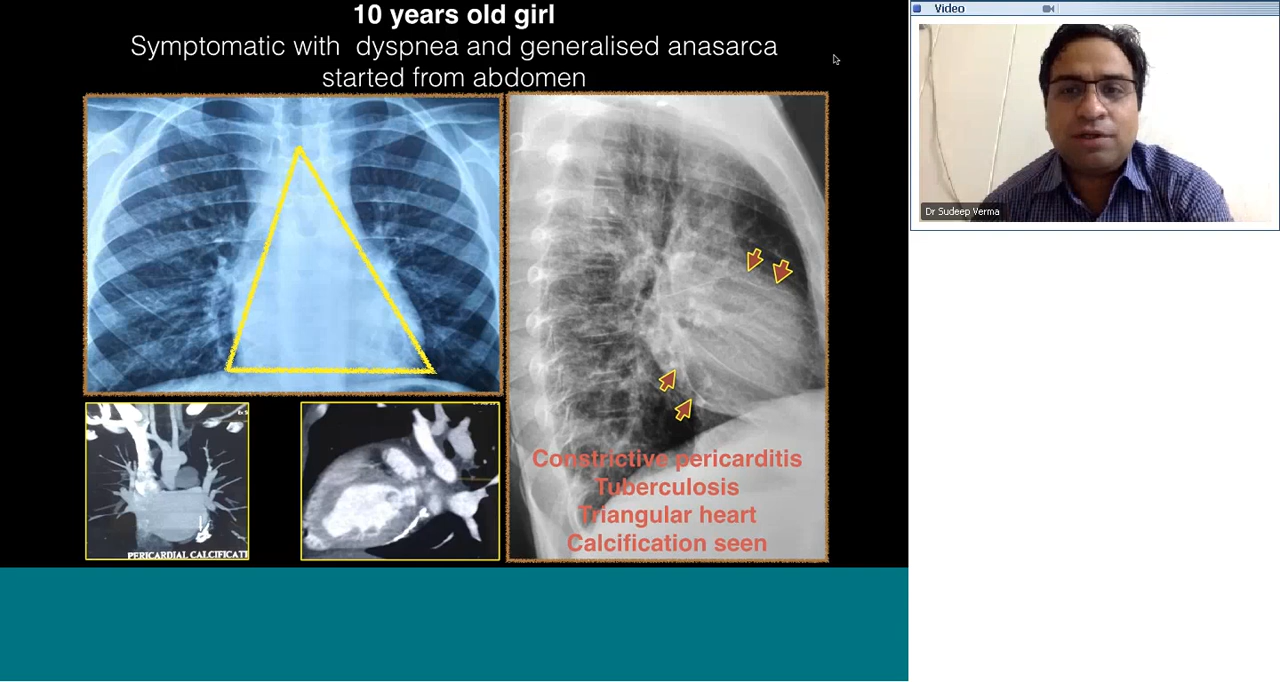 10 years old girl
Symptomatic with dyspnea and generalised anasarca
started from abdomen
PERICARDIAL CALCIFICATI
Constrictive pericarditis
Tuberculosis
Triangular heart
Calcification seen
Video
Dr Sudeep Verma